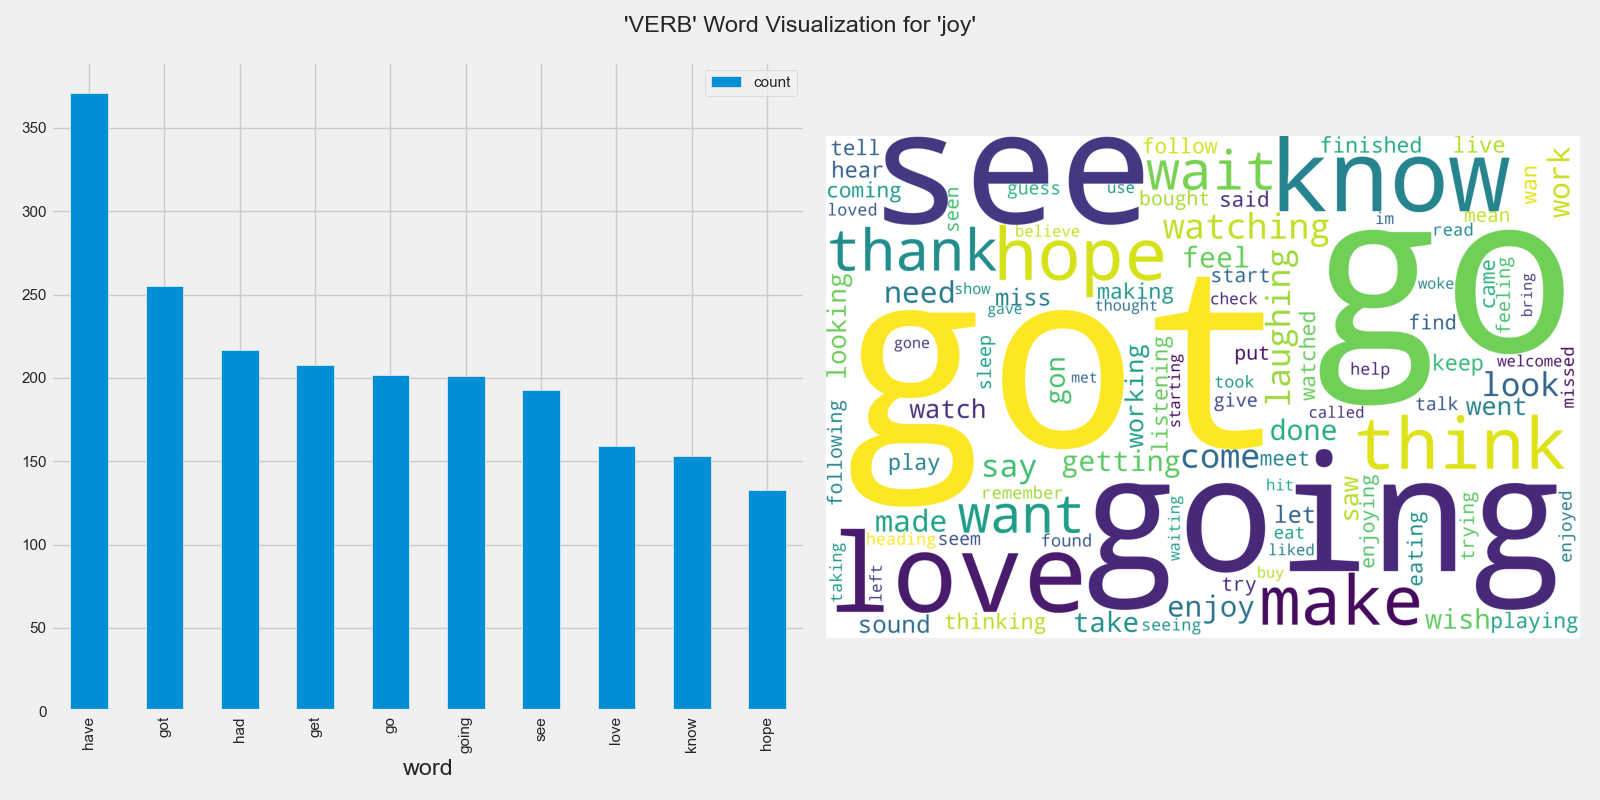 'VERB' Word Visualization for 'joy'
count
350
300
250
200
150
100
50
0
have
got
had
get
go
going
see
love
know
hope
word
tell
see
follow
finished
live
hear
wait
know
work
coming
seen
guess
use
wan
loved
bought
said
im
mean
thank
believe
hope
watching
read
go
feel
looking
need
show
miss
making
start
laughing
woke
came
feeling
bring
gave
thought
check
got
find
gone
sleep
gon
met
working
listening
starting
put
watched
help
keep
welcomed
took
give
look
missed
watch
called
talk
went
following
done
think
play
say
getting
come
meet
remember
going
hit
saw
enjoying
made
want
let
eating
trying
enjoyed
heading
seem
found
waiting
eat
liked
love
taking
left
try
buy
enjoy
make
sound
thinking
take
seeing
wish
playing